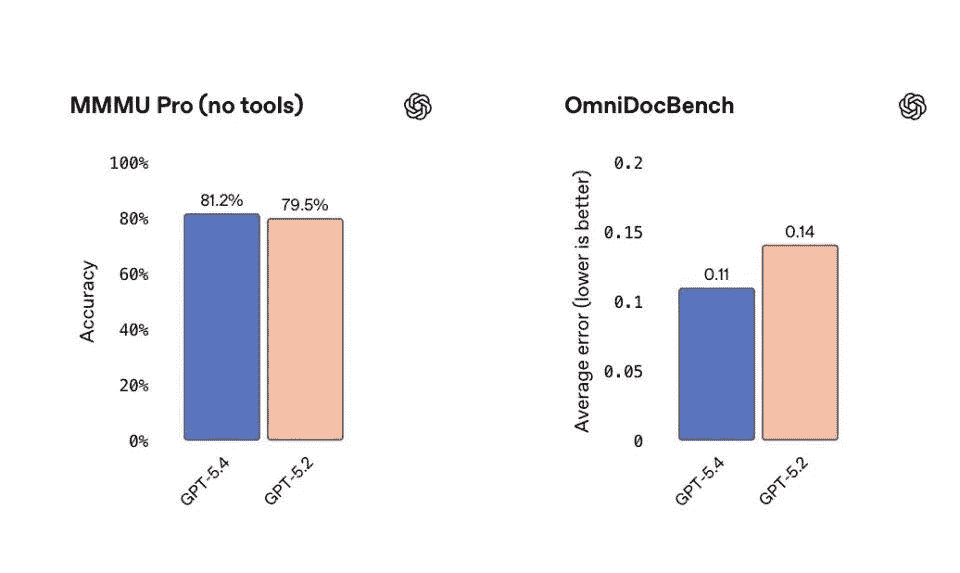 MMMU Pro (no tools)
Accuracy
100%
80%
60%
40%
20%
0%
81.2%
79.5%
GPT-5.4
GPT-5.2
OmniDocBench
Average error (lower is better)
0.2
0.15
0.1
0.05
0
0.11
0.14
GPT-5.4
GPT-5.2